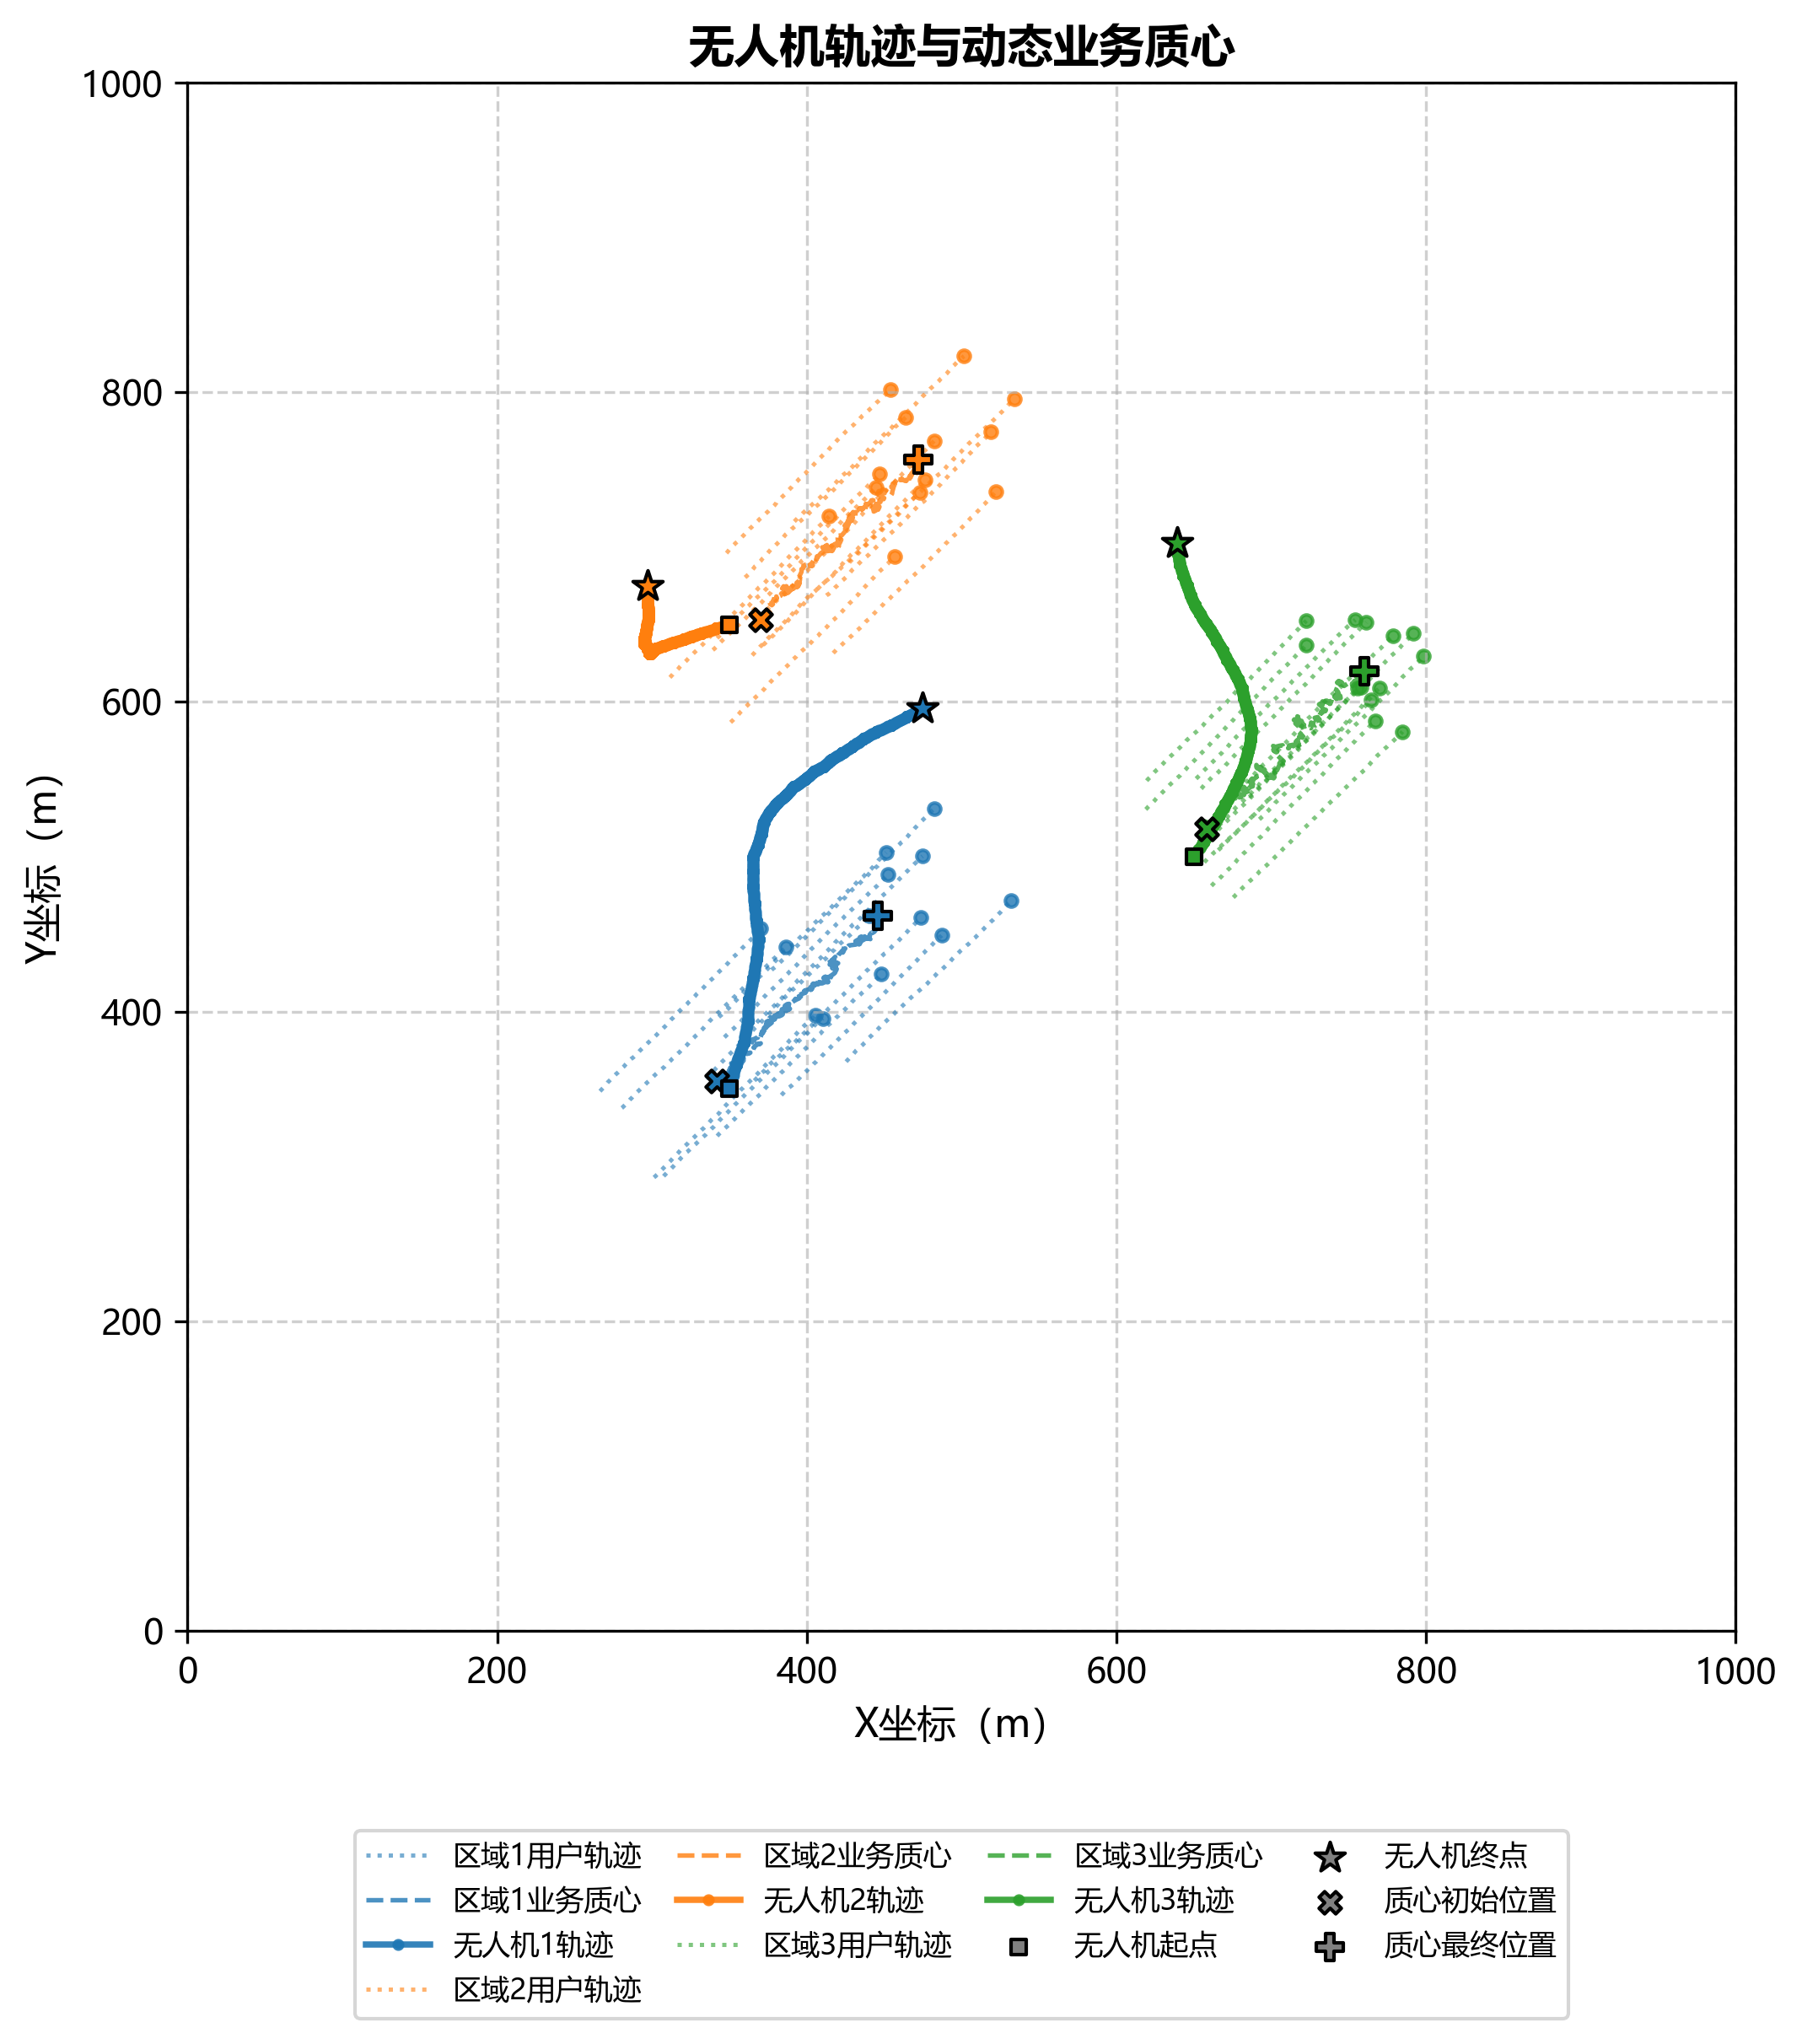 无人机轨迹与动态业务质心
1000
800
600
400
200
0
Y坐标（m）
0 200 400 600 800 1000
X坐标（m）
区域1用户轨迹 区域2业务质心 区域3业务质心 无人机终点
区域1业务质心 无人机2轨迹 无人机3轨迹 质心初始位置
无人机1轨迹 区域3用户轨迹 无人机起点 质心最终位置
区域2用户轨迹